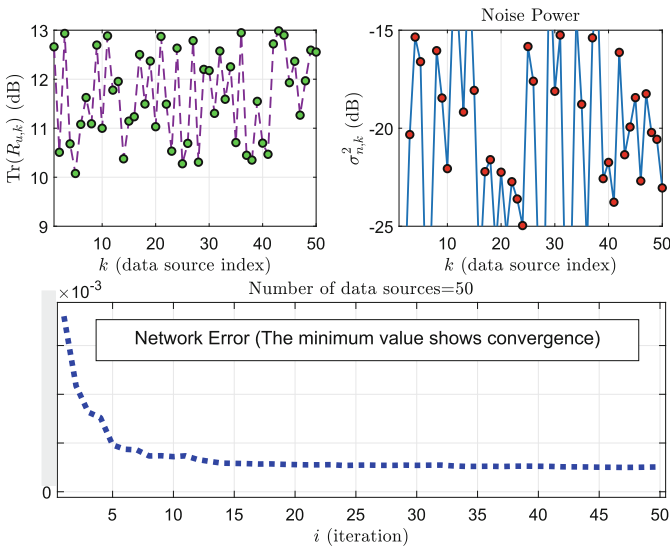 Noise Power
13
12
11
10
9
Tr(R_{u,k}) (dB)
10 20 30 40 50
k (data source index)
-15
-20
-25
σ²_{n,k} (dB)
10 20 30 40 50
k (data source index)
Number of data sources=50
×10⁻³
Network Error (The minimum value shows convergence)
0
5 10 15 20 25 30 35 40 45 50
i (iteration)